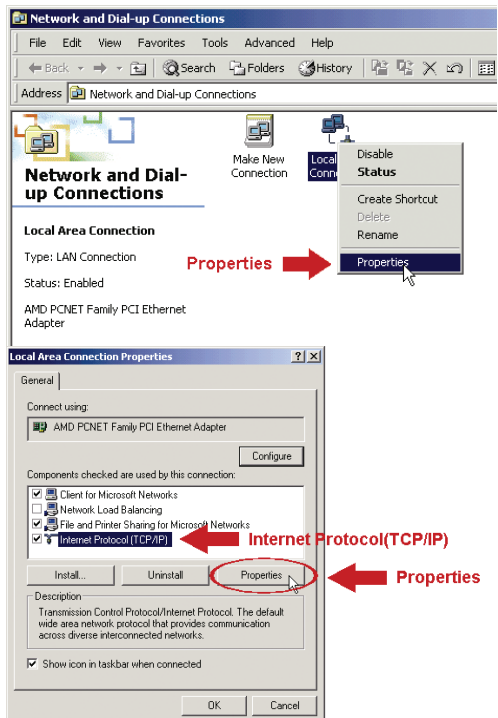 Network and Dial-up Connections
File Edit View Favorites Tools Advanced Help
Back Search Folders History
Address Network and Dial-up Connections
Network and Dial-up Connections
Local Area Connection
Type: LAN Connection
Status: Enabled
AMD PCNET Family PCI Ethernet Adapter
Make New Connection
Local
Conne
Disable
Status
Create Shortcut
Delete
Rename
Properties
Properties
Local Area Connection Properties
General
Connect using:
AMD PCNET Family PCI Ethernet Adapter
Configure
Components checked are used by this connection:
Client for Microsoft Networks
Network Load Balancing
File and Printer Sharing for Microsoft Networks
Internet Protocol (TCP/IP)
Internet Protocol(TCP/IP)
Install... Uninstall Properties
Properties
Description
Transmission Control Protocol/Internet Protocol. The default
wide area network protocol that provides communication
across diverse interconnected networks.
Show icon in taskbar when connected
OK Cancel